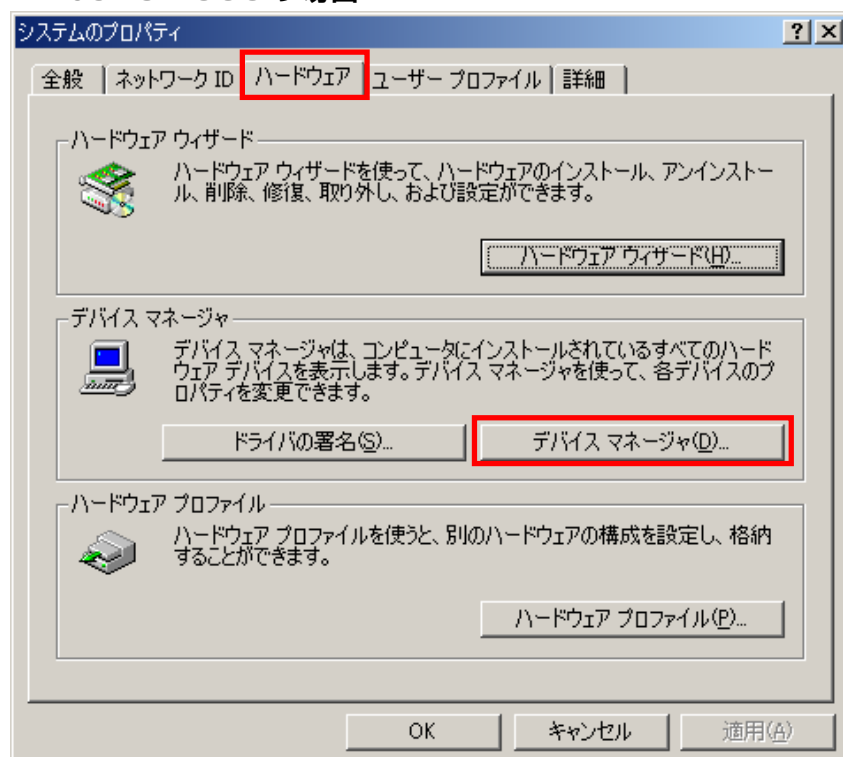 システムのプロパティ
全般 ネットワーク ID ハードウェア ユーザー プロファイル 詳細
ハードウェア ウィザード
ハードウェア ウィザードを使って、ハードウェアのインストール、アンインストー
ル、削除、修復、取り外し、および設定ができます。
ハードウェア ウィザード(H)...
デバイス マネージャ
デバイス マネージャは、コンピュータにインストールされているすべてのハード
ウェア デバイスを表示します。デバイス マネージャを使って、各デバイスのプ
ロパティを変更できます。
ドライバの署名(S)... デバイス マネージャ(D)...
ハードウェア プロファイル
ハードウェア プロファイルを使うと、別のハードウェアの構成を設定し、格納
することができます。
ハードウェア プロファイル(P)...
OK キャンセル 適用(A)